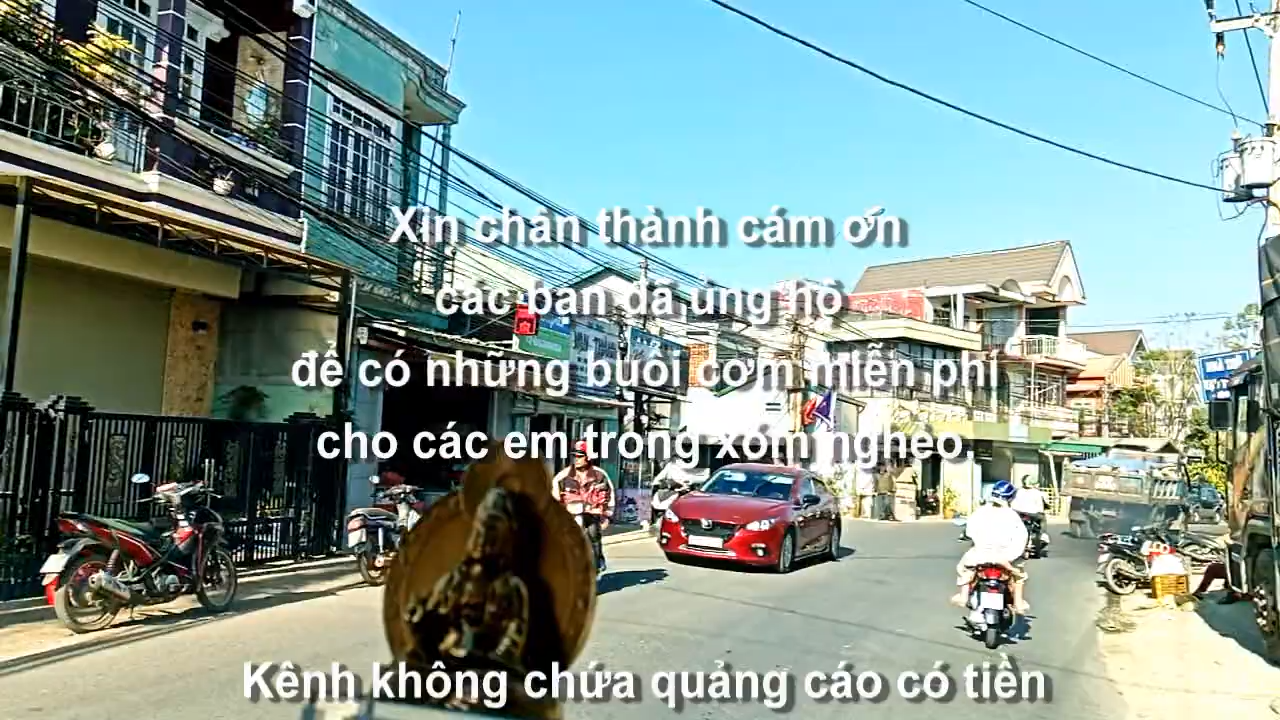 Xin chân thành cám ơn
các bạn đã ủng hộ
để có những buổi cơm miễn phí
cho các em trong xóm nghèo.
Kênh không chứa quảng cáo có tiền